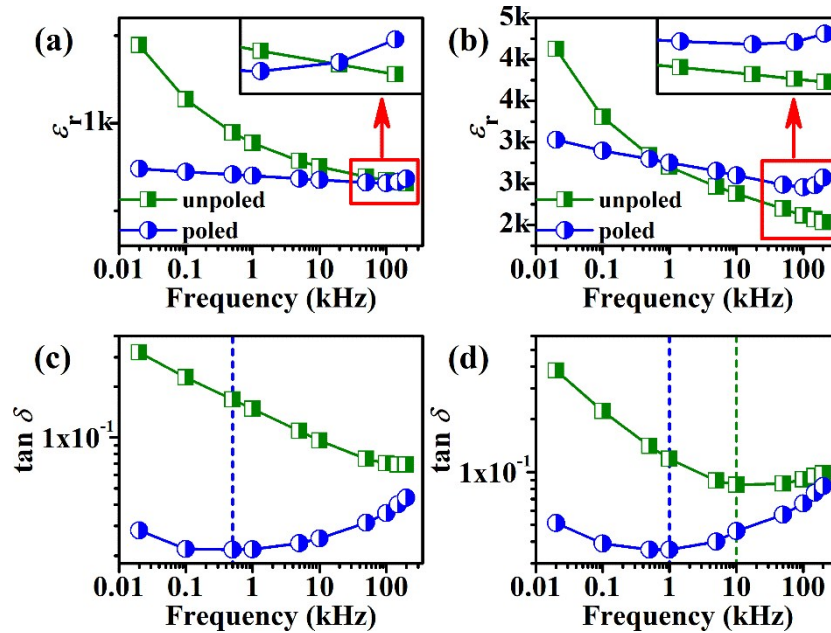 (a)
εr
1k
unpoled
poled
0.01 0.1 1 10 100
Frequency (kHz)
(b)
εr
5k
4k
4k
3k
3k
2k
unpoled
poled
0.01 0.1 1 10 100
Frequency (kHz)
(c)
tan δ
1x10⁻¹
0.01 0.1 1 10 100
Frequency (kHz)
(d)
tan δ
1x10⁻¹
0.01 0.1 1 10 100
Frequency (kHz)